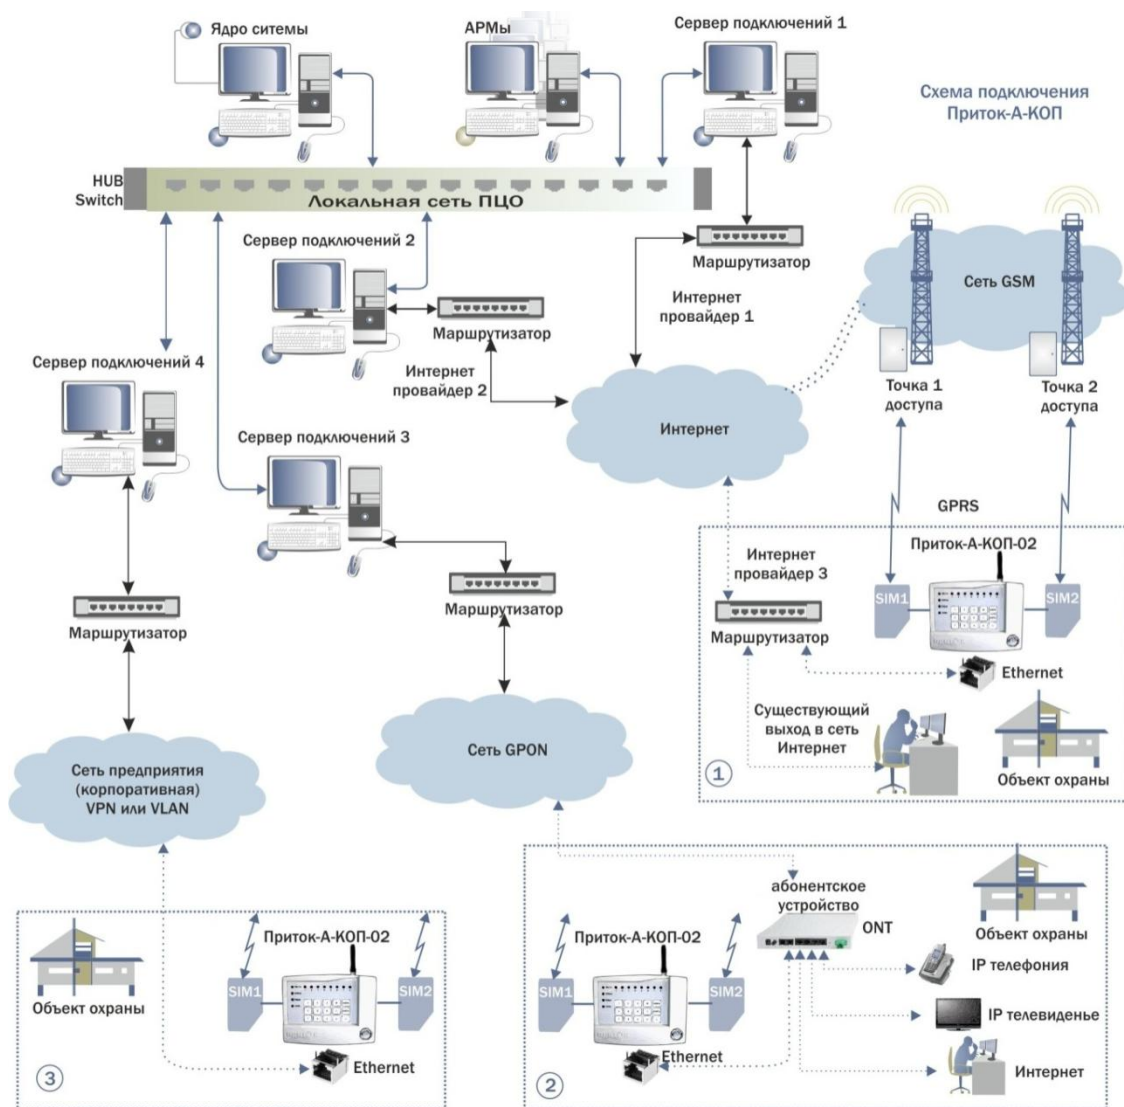 Ядро ситемы
АРМы
Сервер подключений 1
Схема подключения
Приток-А-КОП
HUB
Switch
Локальная сеть ПЦО
Сервер подключений 2
Маршрутизатор
Маршрутизатор
Интернет
провайдер 1
Сеть GSM
Сервер подключений 4
Интернет
провайдер 2
Точка 1
доступа
Точка 2
доступа
Интернет
Сервер подключений 3
GPRS
Приток-А-КОП-02
Интернет
провайдер 3
SIM1
SIM2
Маршрутизатор
Маршрутизатор
Маршрутизатор
Ethernet
Существующий
выход в сеть
Интернет
Объект охраны
1
Сеть GPON
Сеть предприятия
(корпоративная)
VPN или VLAN
абонентское
устройство
ONT
Объект охраны
Приток-А-КОП-02
SIM1
SIM2
IP телефония
IP телевиденье
Ethernet
Интернет
2
Приток-А-КОП-02
SIM1
SIM2
Объект охраны
Ethernet
3